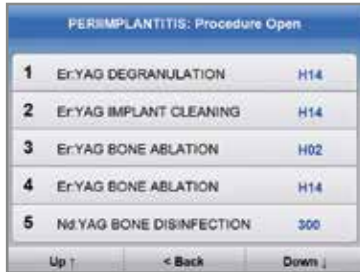 PERIIMPLANTITIS: Procedure Open
1 Er:YAG DEGRANULATION H14
2 Er:YAG IMPLANT CLEANING H14
3 Er:YAG BONE ABLATION H02
4 Er:YAG BONE ABLATION H14
5 Nd:YAG BONE DISINFECTION 300
Up ↑ < Back Down ↓